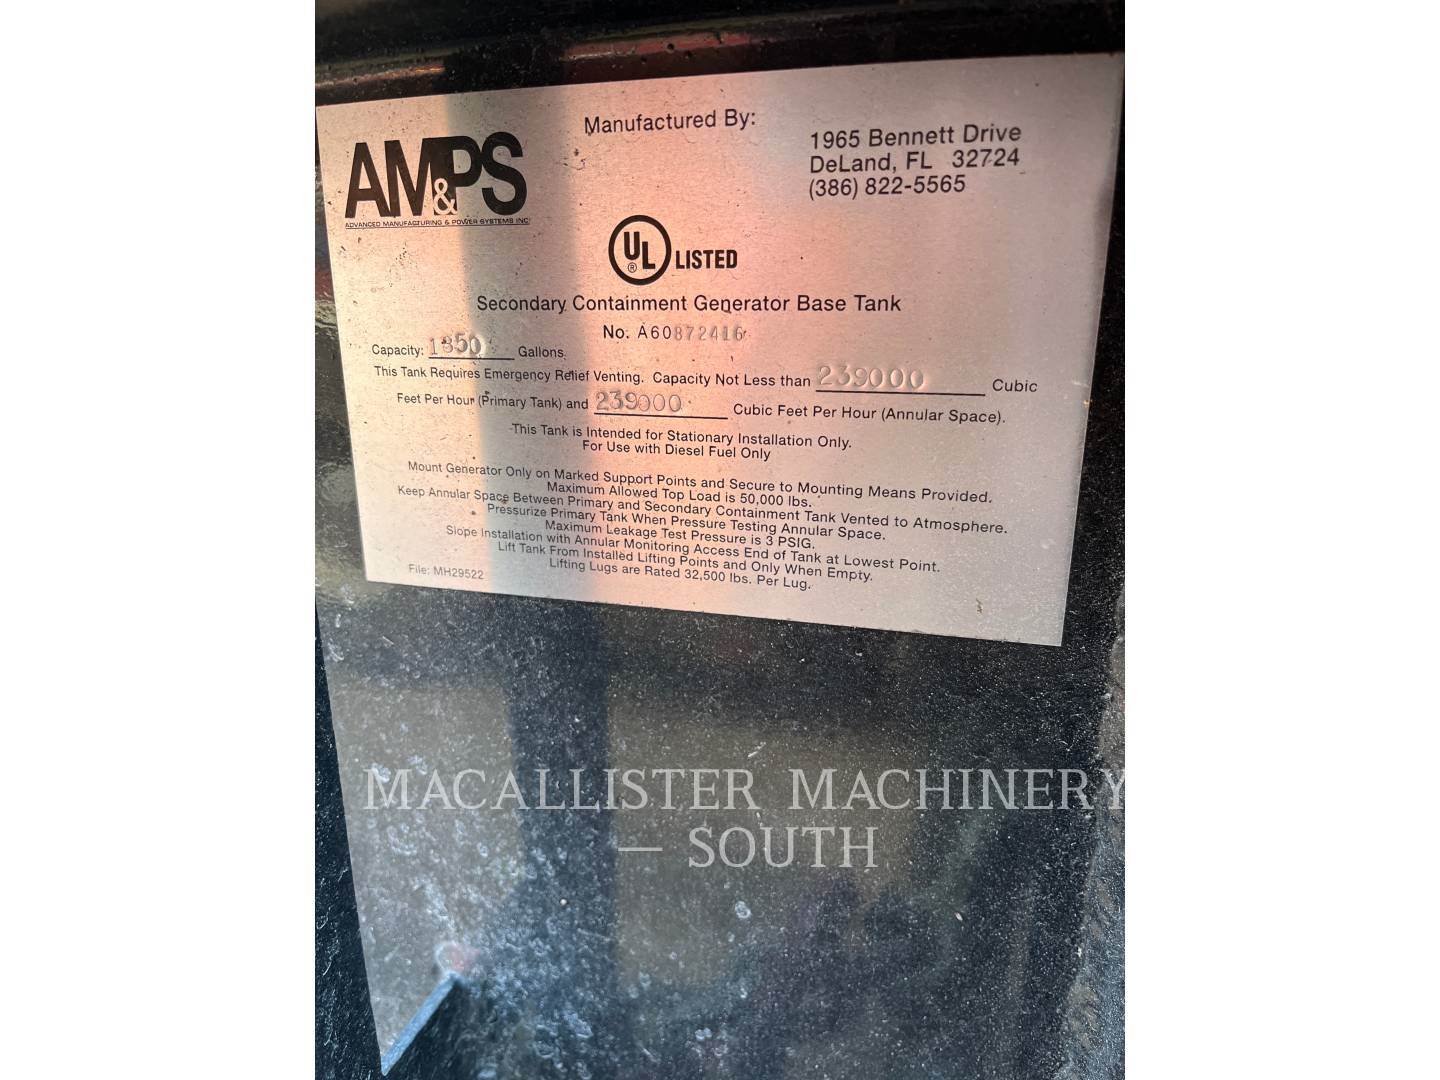 AM&PS
ADVANCED MANUFACTURING & POWER SYSTEMS INC.
Manufactured By:
1965 Bennett Drive
DeLand, FL 32724
(386) 822-5565
UL® LISTED
Secondary Containment Generator Base Tank
No. A60872416
Capacity: 1850 Gallons.
This Tank Requires Emergency Relief Venting. Capacity Not Less than 239000 Cubic
Feet Per Hour (Primary Tank) and 239000 Cubic Feet Per Hour (Annular Space).
This Tank is Intended for Stationary Installation Only.
For Use with Diesel Fuel Only
Mount Generator Only on Marked Support Points and Secure to Mounting Means Provided.
Maximum Allowed Top Load is 50,000 lbs.
Keep Annular Space Between Primary and Secondary Containment Tank Vented to Atmosphere.
Pressurize Primary Tank When Pressure Testing Annular Space.
Maximum Leakage Test Pressure is 3 PSIG.
Slope Installation with Annular Monitoring Access End of Tank at Lowest Point.
Lift Tank From Installed Lifting Points and Only When Empty.
Lifting Lugs are Rated 32,500 lbs. Per Lug.
File: MH29522
MACALLISTER MACHINERY
— SOUTH